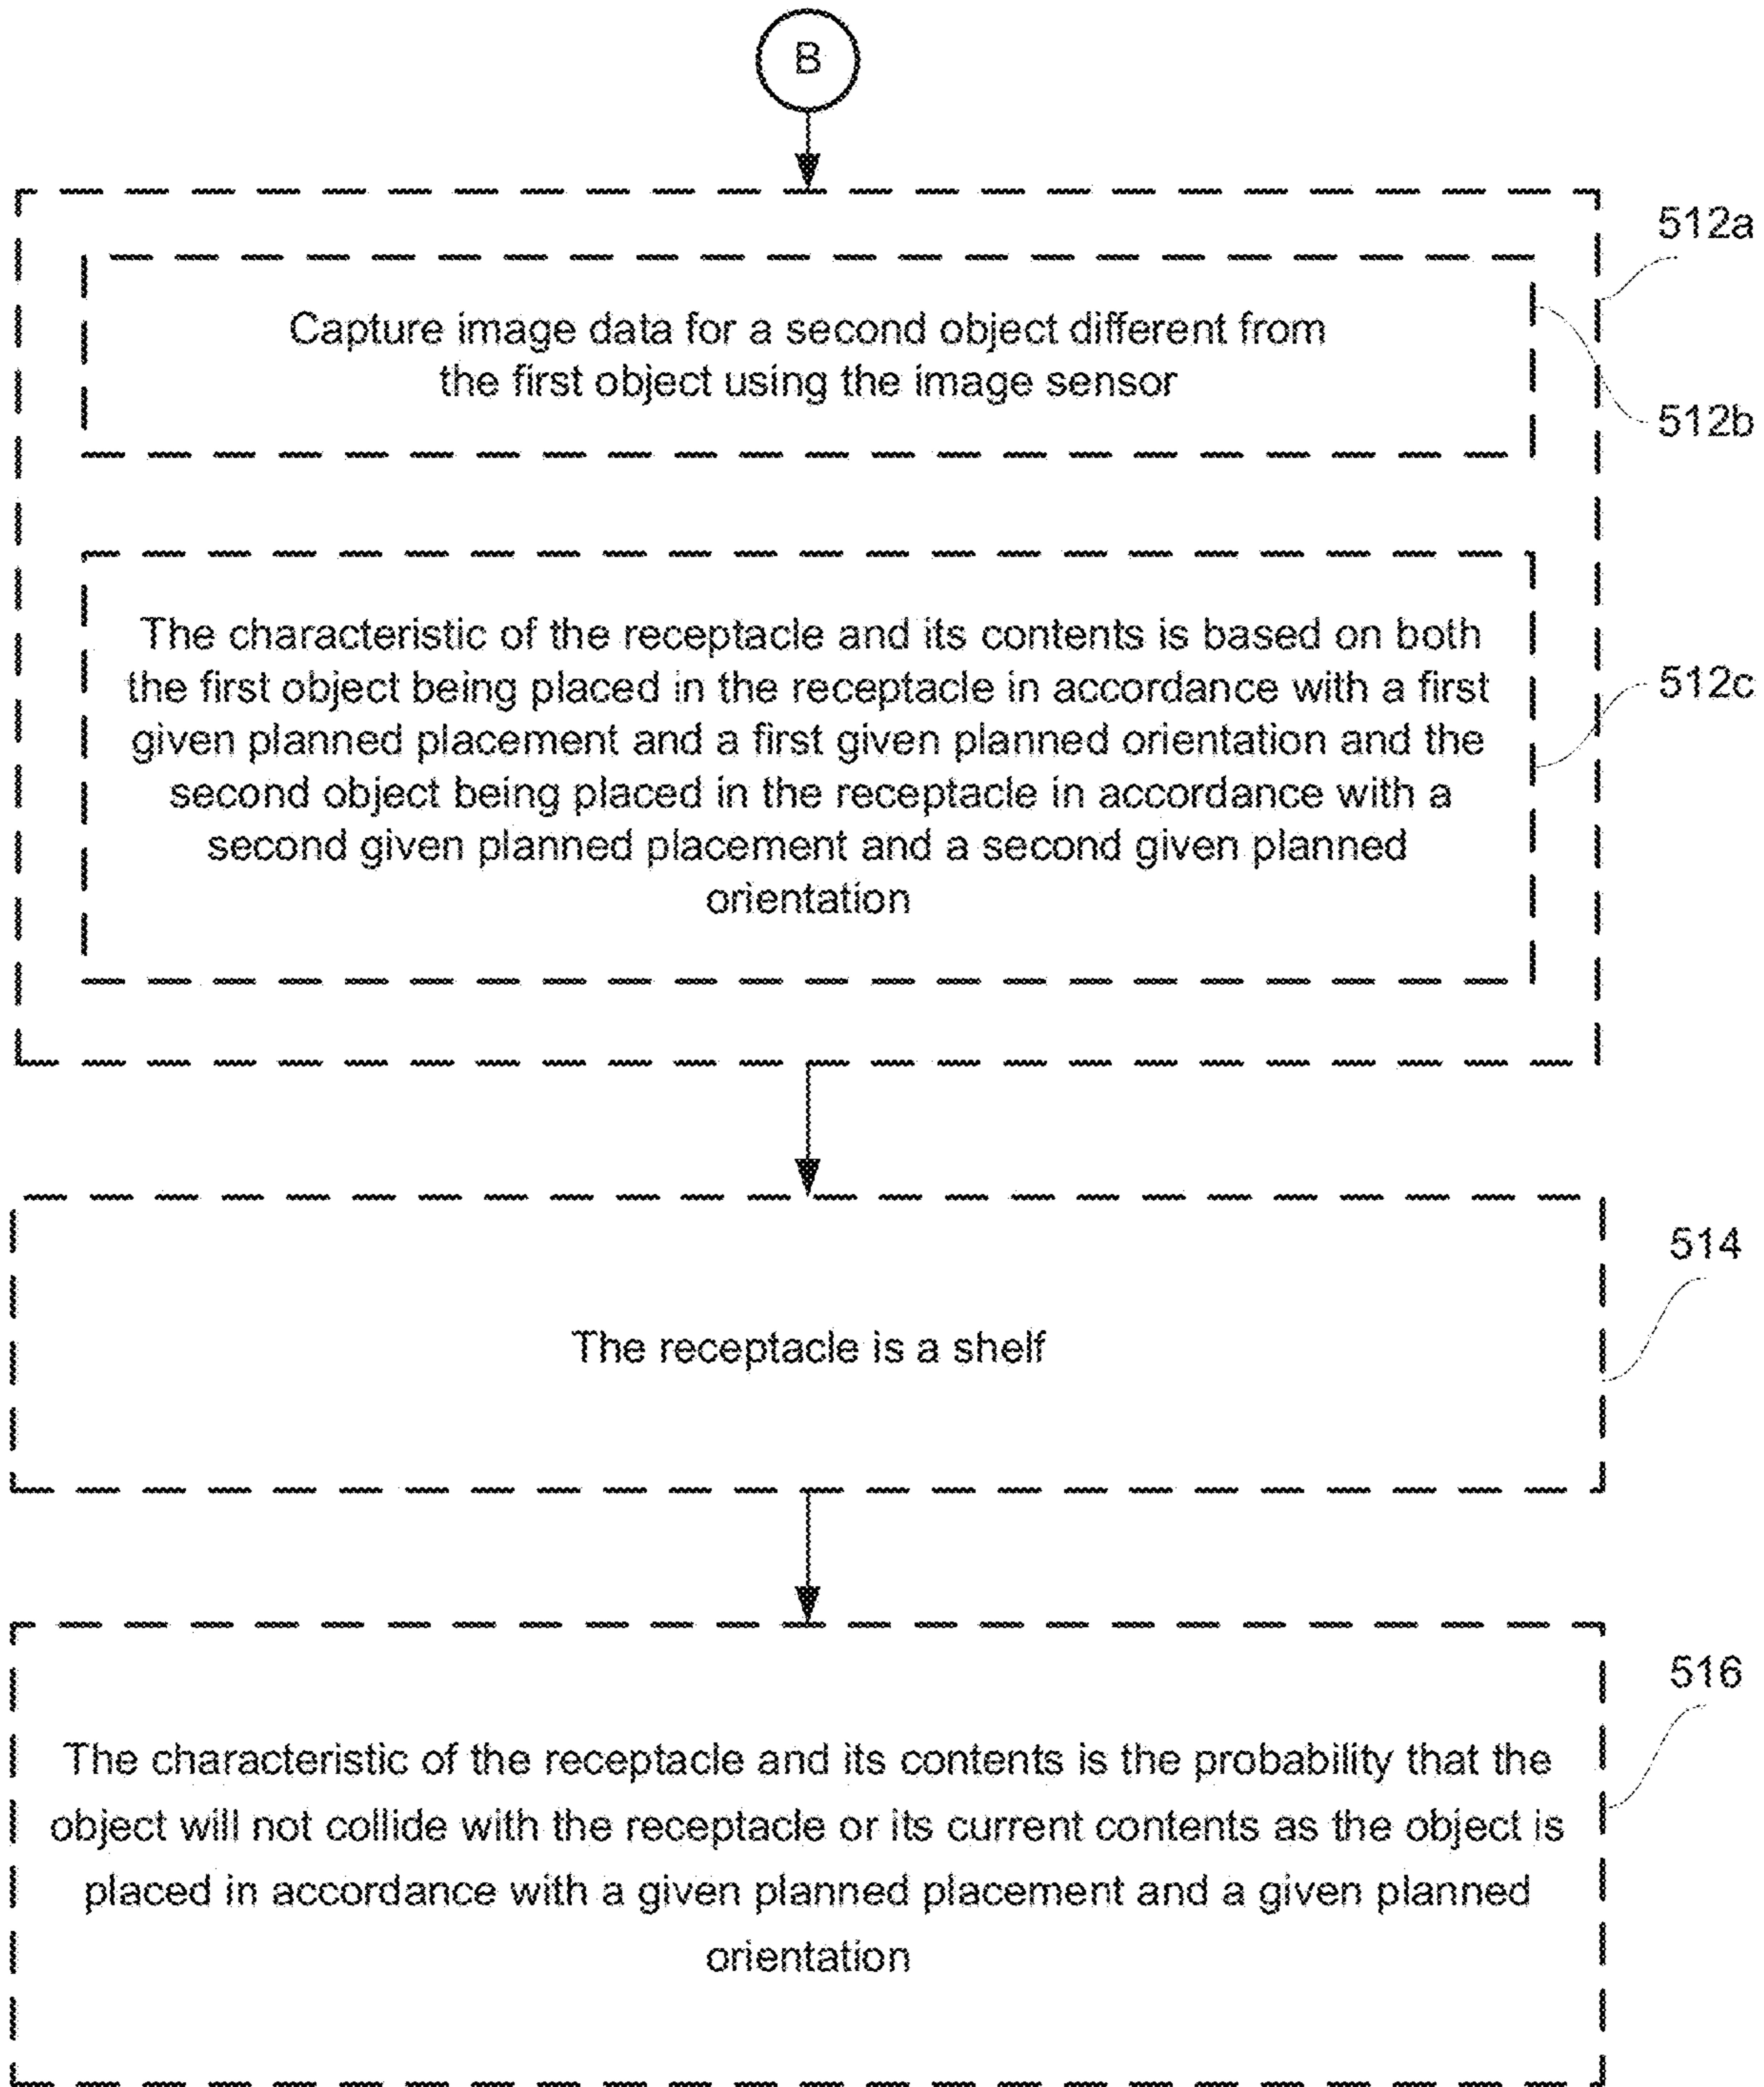 B
512a
Capture image data for a second object different from
the first object using the image sensor
512b
The characteristic of the receptacle and its contents is based on both
the first object being placed in the receptacle in accordance with a first
given planned placement and a first given planned orientation and the
second object being placed in the receptacle in accordance with a
second given planned placement and a second given planned
orientation
512c
The receptacle is a shelf
514
The characteristic of the receptacle and its contents is the probability that the
object will not collide with the receptacle or its current contents as the object is
placed in accordance with a given planned placement and a given planned
orientation
516